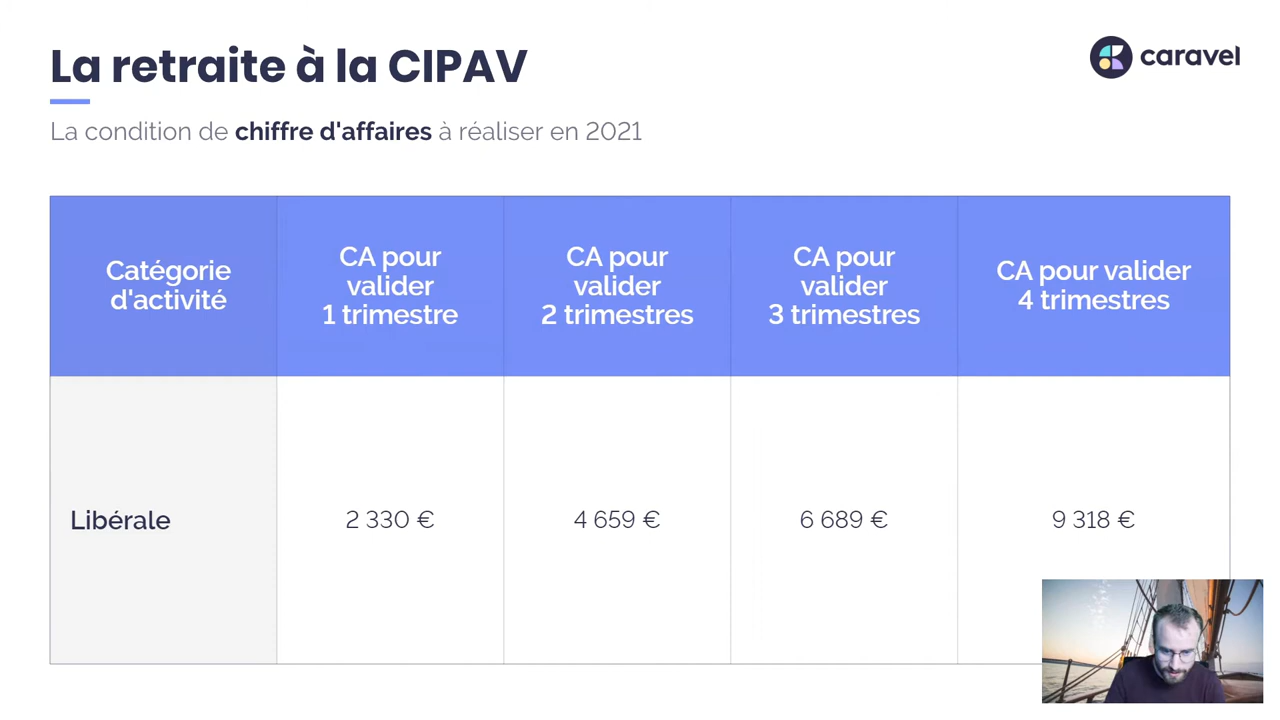 La retraite à la CIPAV
caravel
La condition de chiffre d'affaires à réaliser en 2021
Catégorie
d'activité
CA pour
valider
1 trimestre
CA pour
valider
2 trimestres
CA pour
valider
3 trimestres
CA pour valider
4 trimestres
Libérale
2 330 €
4 659 €
6 689 €
9 318 €